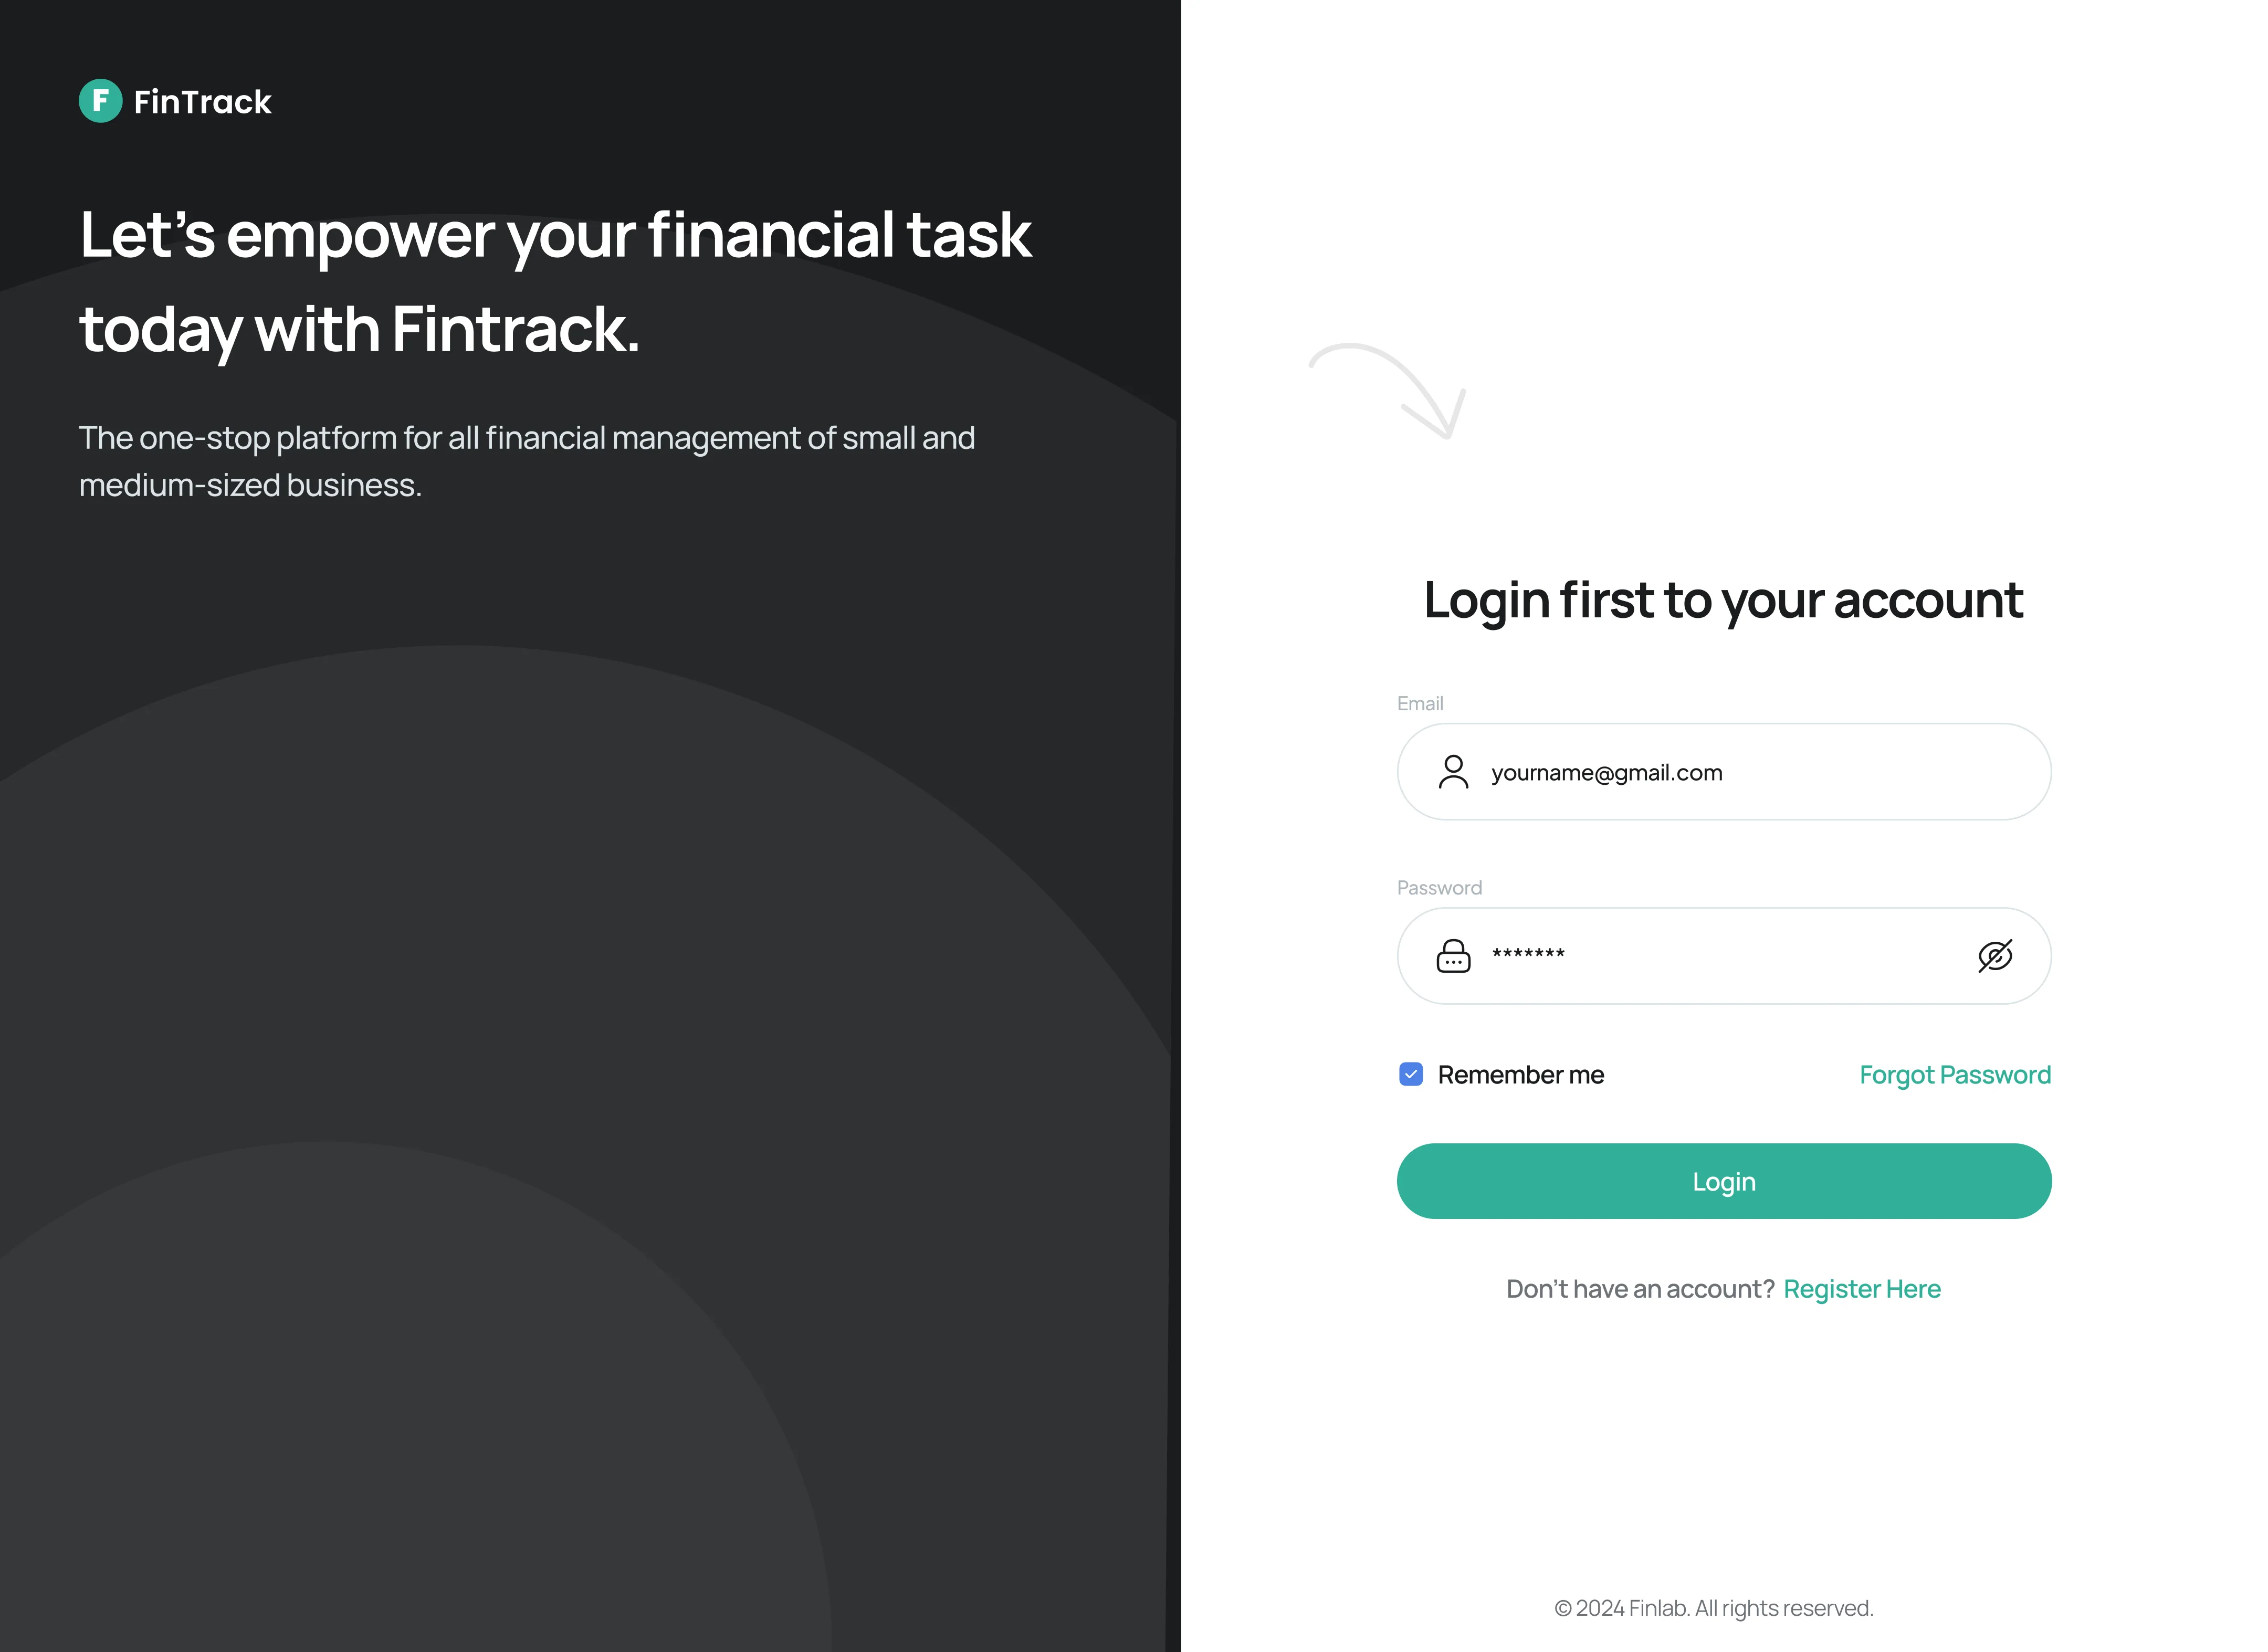 FinTrack
Let’s empower your financial task
today with Fintrack.
The one-stop platform for all financial management of small and
medium-sized business.
Login first to your account
Email
yourname@gmail.com
Password
*******
Remember me
Forgot Password
Login
Don’t have an account? Register Here
© 2024 Finlab. All rights reserved.